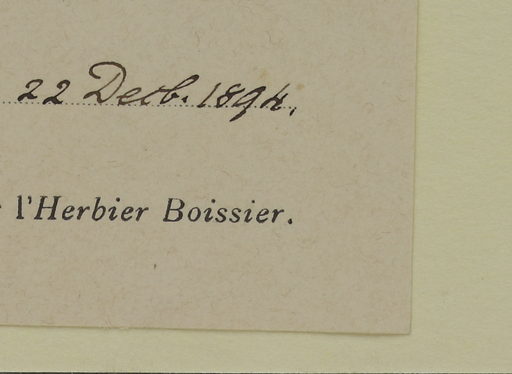 22 Decb. 1894.
l'Herbier Boissier.